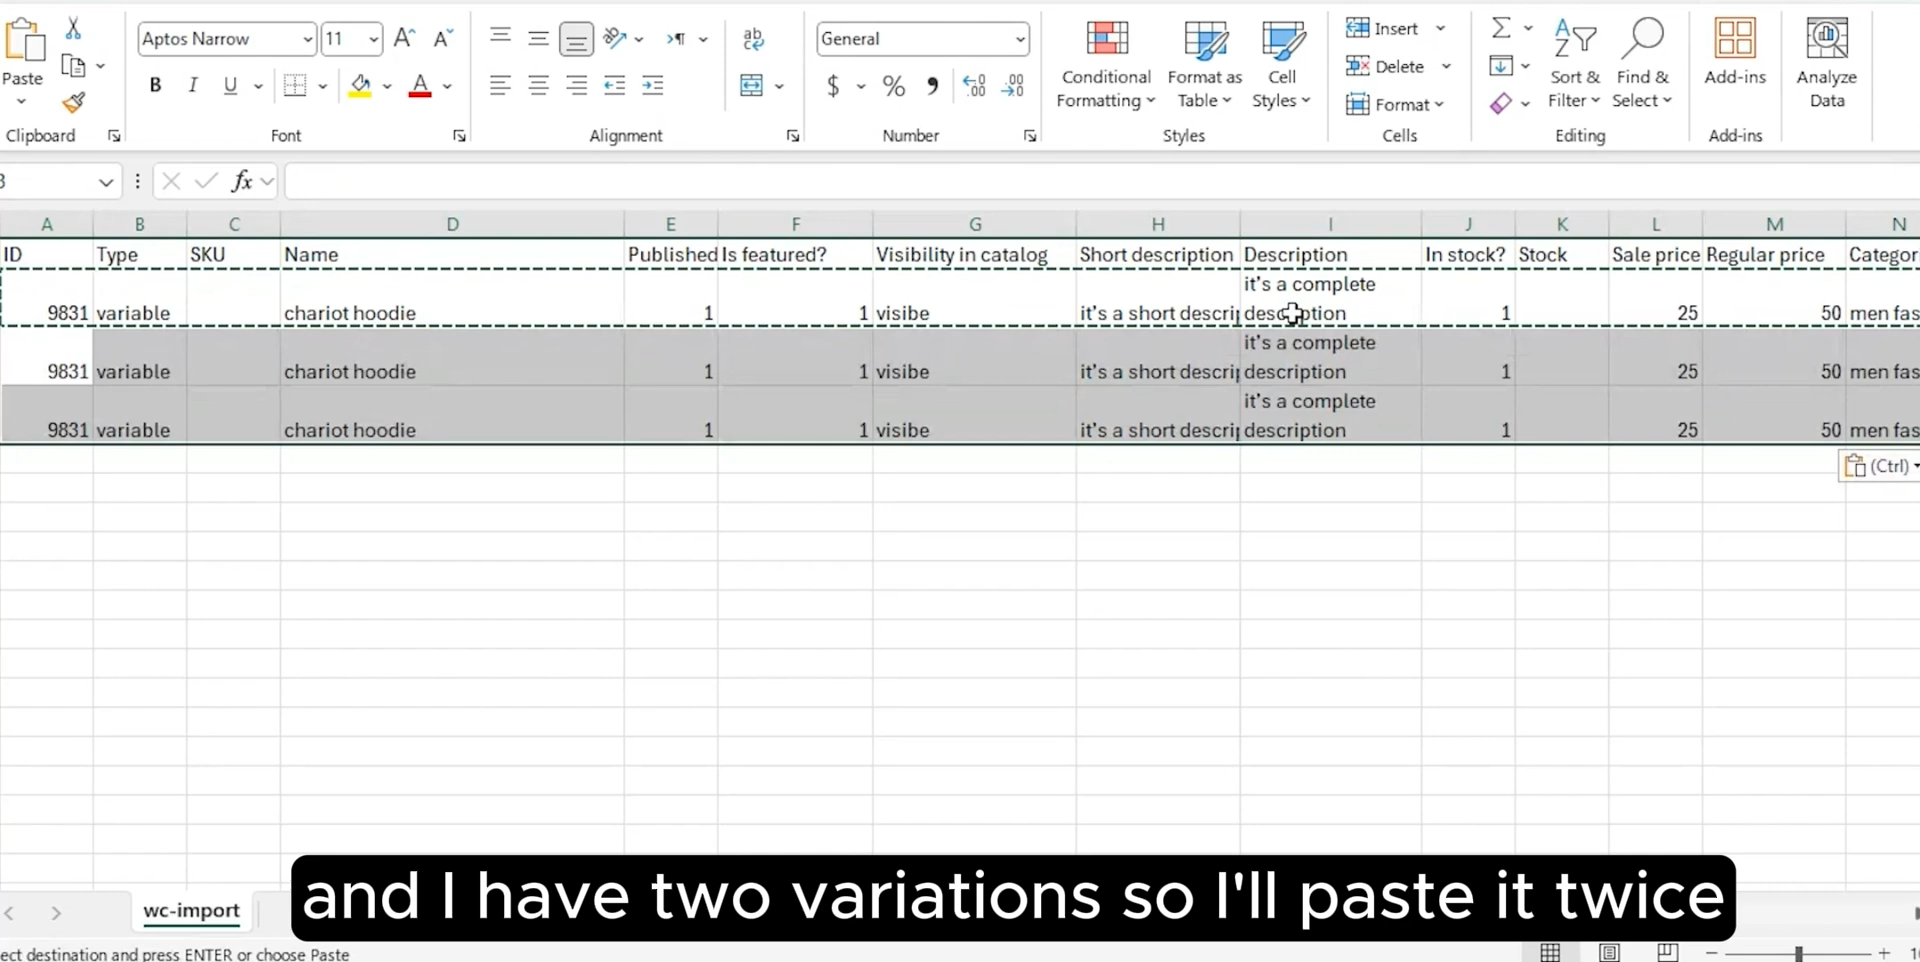 Aptos Narrow 11 General Insert
Paste Conditional Format as Cell Delete Sort & Find & Add-ins Analyze
B I U $ % Formatting Table Styles Format Filter Select Data
Clipboard Font Alignment Number Styles Cells Editing Add-ins
3 fx
A B C D E F G H I J K L M N
ID Type SKU Name Published Is featured? Visibility in catalog Short description Description In stock? Stock Sale price Regular price Categor
it's a complete
9831 variable chariot hoodie 1 1 visibe it's a short descrip description 1 25 50 men fas
it's a complete
9831 variable chariot hoodie 1 1 visibe it's a short descrip description 1 25 50 men fas
it's a complete
9831 variable chariot hoodie 1 1 visibe it's a short descrip description 1 25 50 men fas
(Ctrl)
and I have two variations so I'll paste it twice
wc-import
ect destination and press ENTER or choose Paste